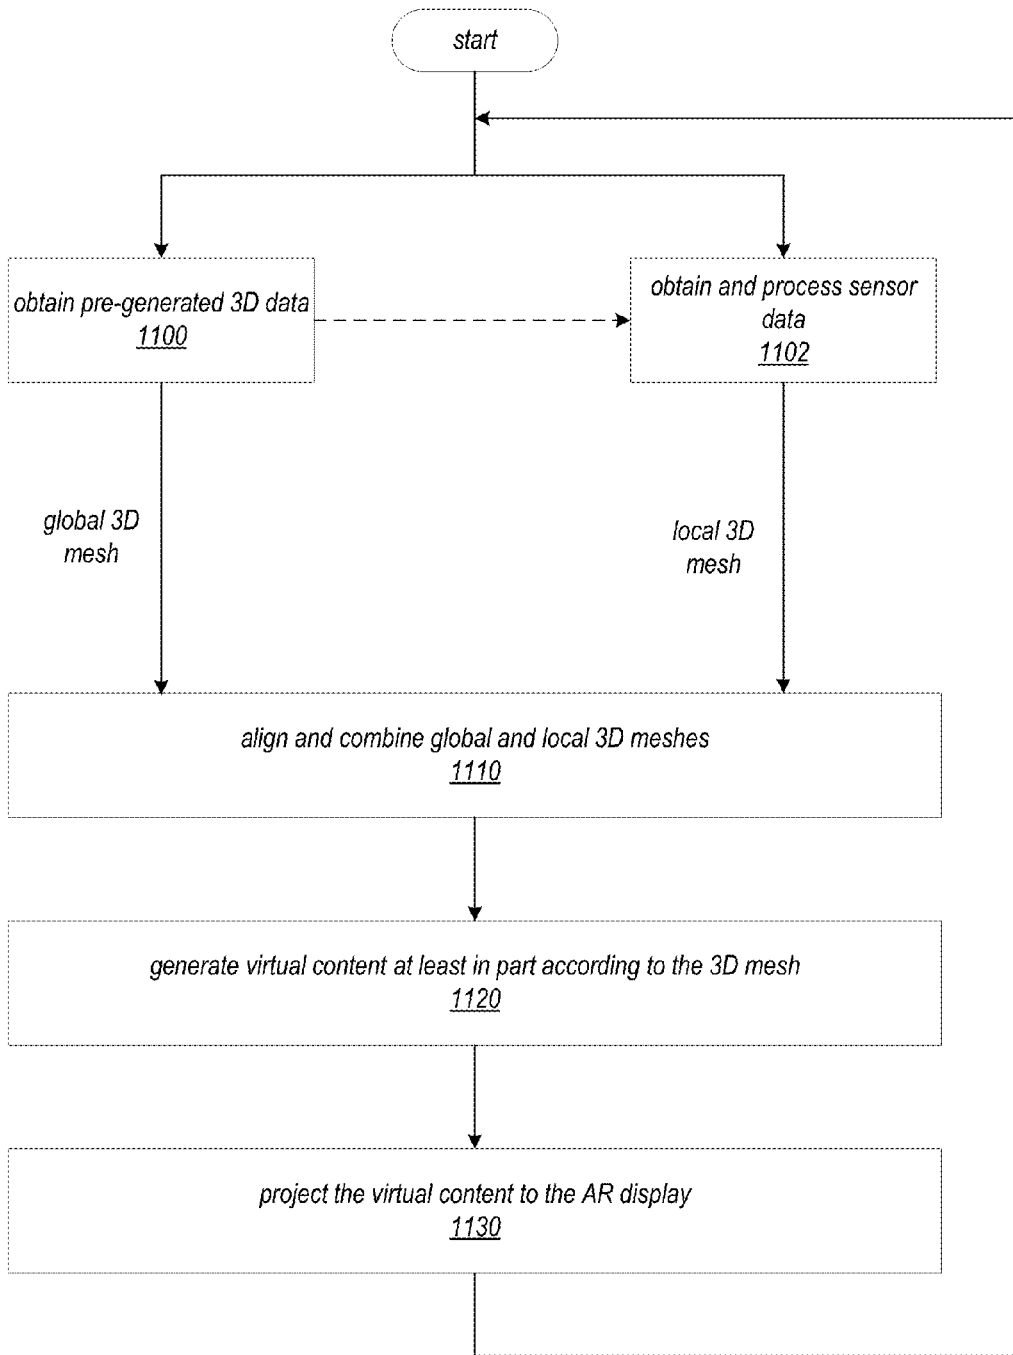 start
obtain pre-generated 3D data
1100
obtain and process sensor
data
1102
global 3D
mesh
local 3D
mesh
align and combine global and local 3D meshes
1110
generate virtual content at least in part according to the 3D mesh
1120
project the virtual content to the AR display
1130